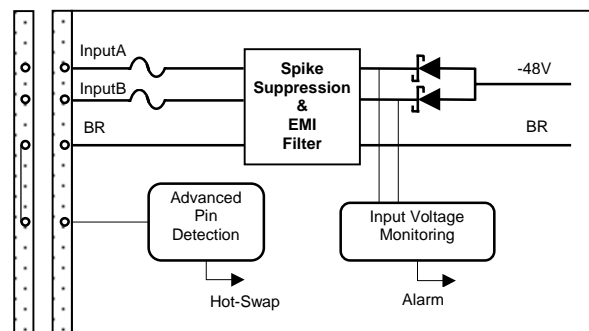 InputA
InputB
BR
Spike
Suppression
&
EMI
Filter
-48V
BR
Advanced
Pin
Detection
Hot-Swap
Input Voltage
Monitoring
Alarm